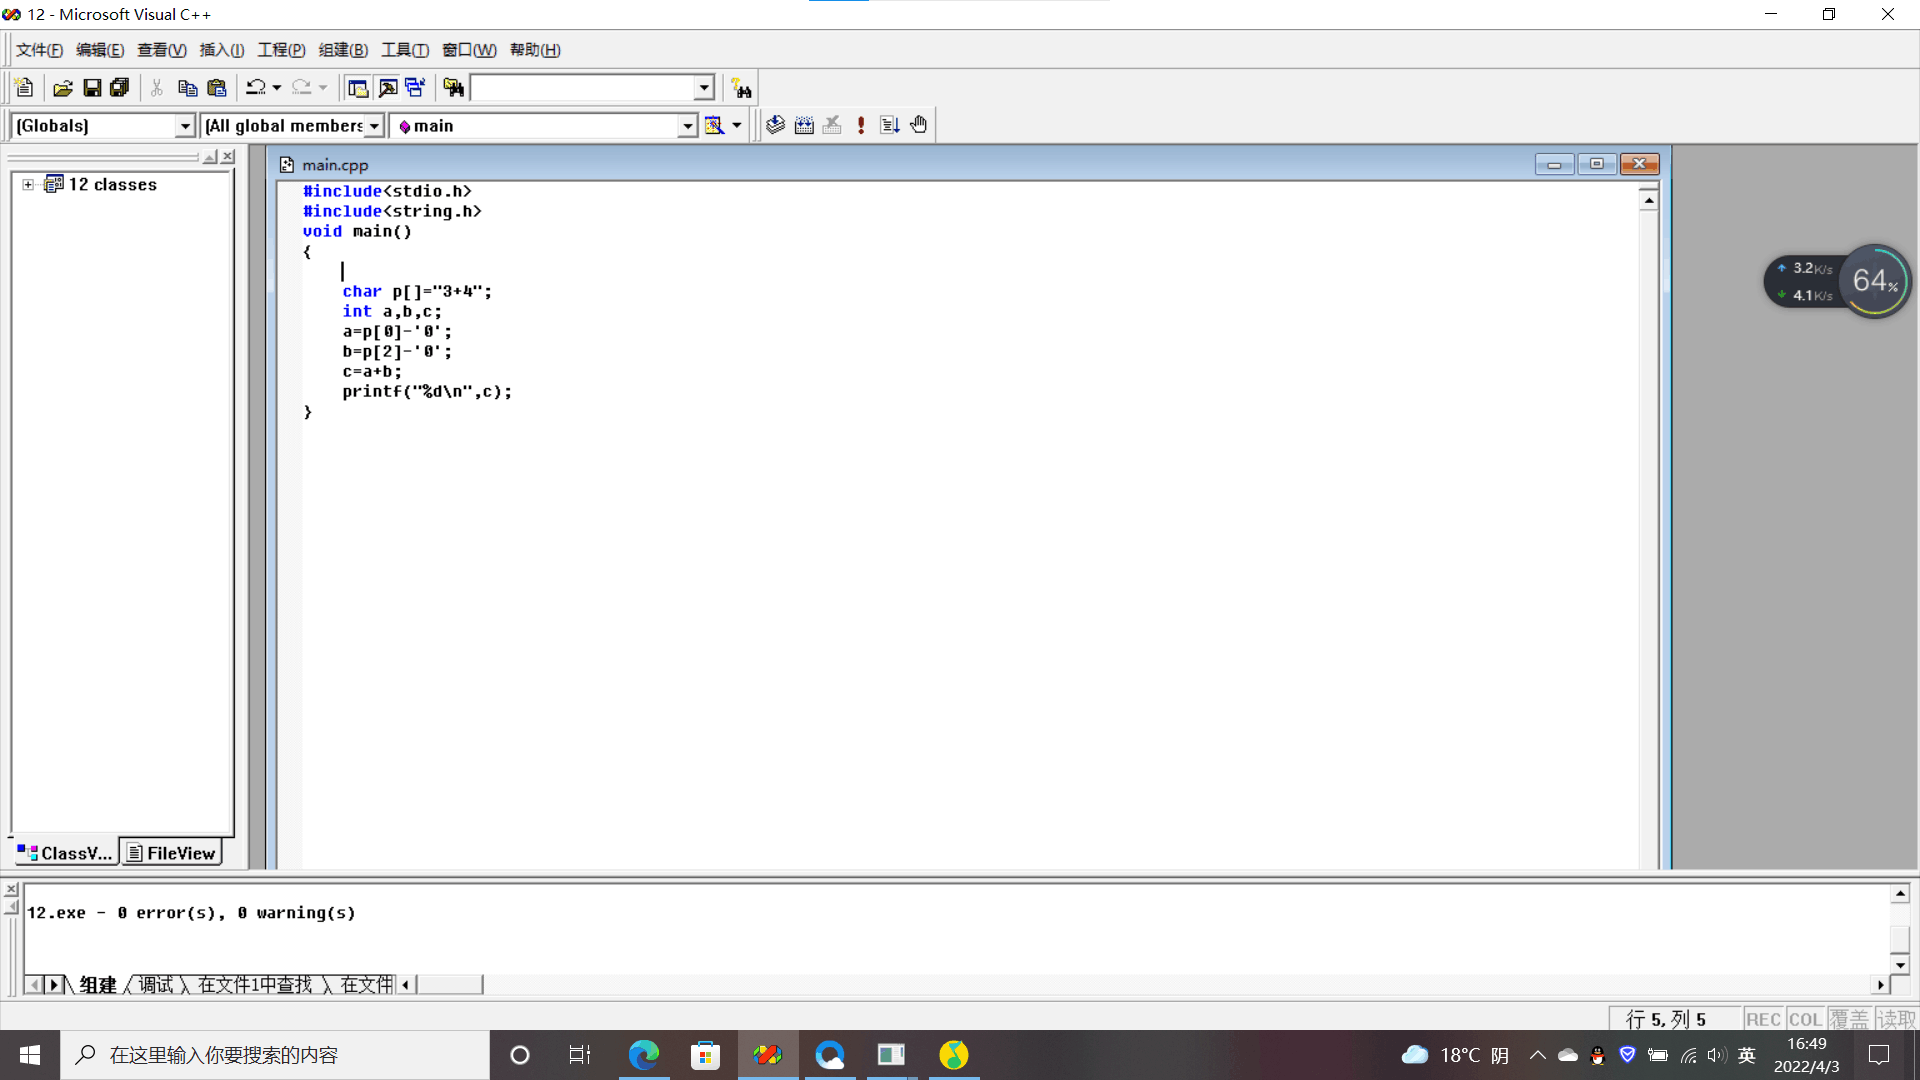 12 - Microsoft Visual C++
文件(F) 编辑(E) 查看(V) 插入(I) 工程(P) 组建(B) 工具(T) 窗口(W) 帮助(H)
(Globals) (All global members main
main.cpp
12 classes
#include<stdio.h>
#include<string.h>
void main()
{
char p[]="3+4";
int a,b,c;
a=p[0]-'0';
b=p[2]-'0';
c=a+b;
printf("%d\n",c);
}
3.2K/s
4.1K/s
64%
ClassV... FileView
12.exe - 0 error(s), 0 warning(s)
组建 调试 在文件1中查找 在文件
行 5, 列 5 REC COL 覆盖 读取
在这里输入你要搜索的内容
18°C 阴
英
16:49
2022/4/3